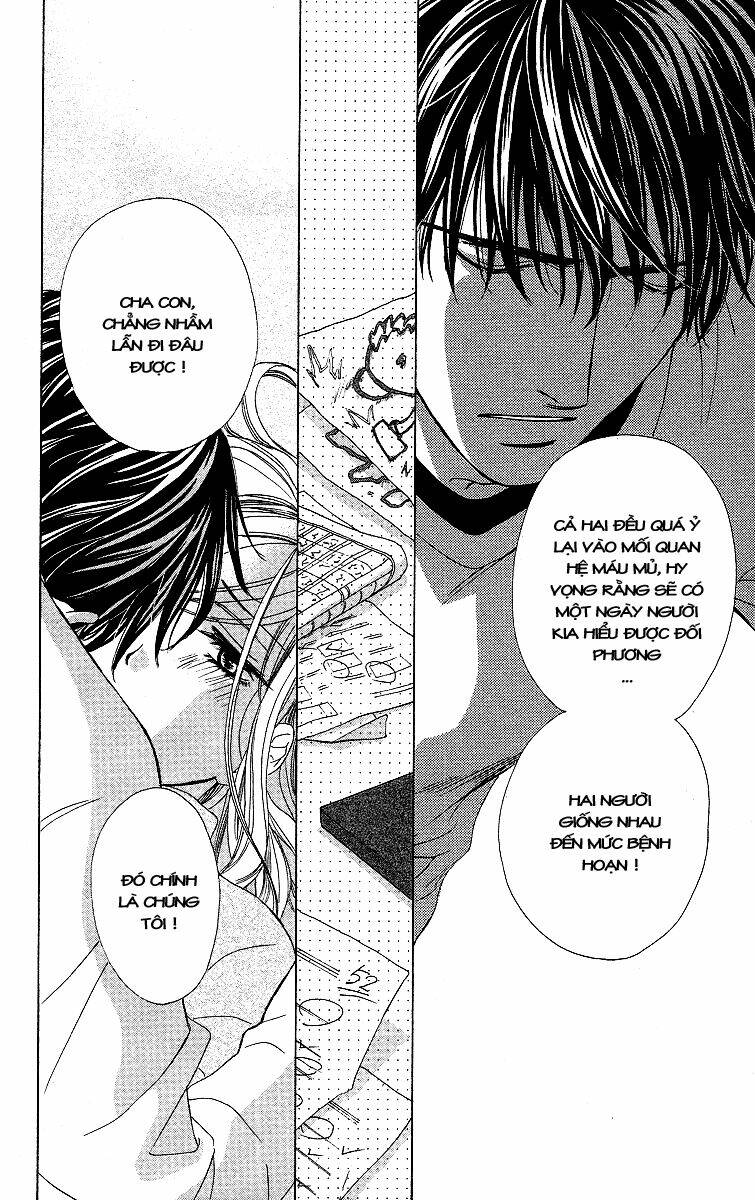 CẢ HAI ĐỀU QUÁ Ỷ
LẠI VÀO MỐI QUAN
HỆ MÁU MỦ, HY
VỌNG RẰNG SẼ CÓ
MỘT NGÀY NGƯỜI
KIA HIỂU ĐƯỢC ĐỐI
PHƯƠNG
...
HAI NGƯỜI
GIỐNG NHAU
ĐẾN MỨC BỆNH
HOẠN !
CHA CON,
CHẲNG NHẦM
LẪN ĐI ĐÂU
ĐƯỢC !
ĐÓ CHÍNH
LÀ CHÚNG
TÔI !
52